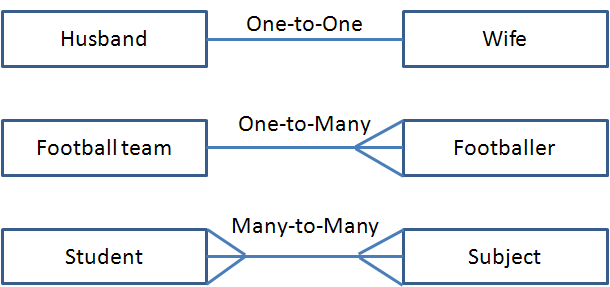 One-to-One
Husband
Wife
One-to-Many
Football team
Footballer
Many-to-Many
Student
Subject